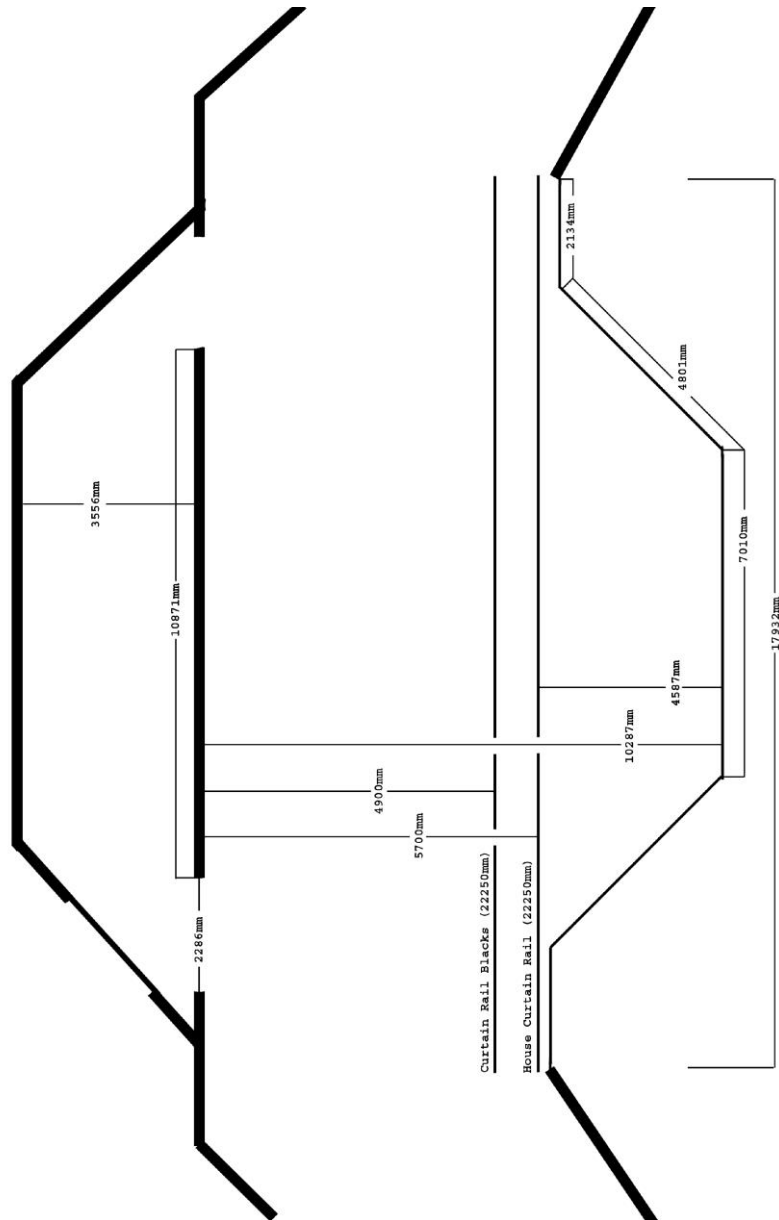 3556mm
10871mm
2286mm
4900mm
5700mm
10287mm
4587mm
2134mm
4801mm
7010mm
17932mm
Curtain Rail Blacks (22250mm)
House Curtain Rail (22250mm)